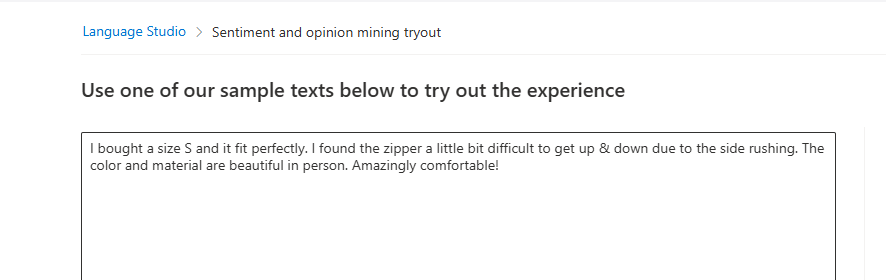 Language Studio > Sentiment and opinion mining tryout
Use one of our sample texts below to try out the experience
I bought a size S and it fit perfectly. I found the zipper a little bit difficult to get up & down due to the side rushing. The
color and material are beautiful in person. Amazingly comfortable!